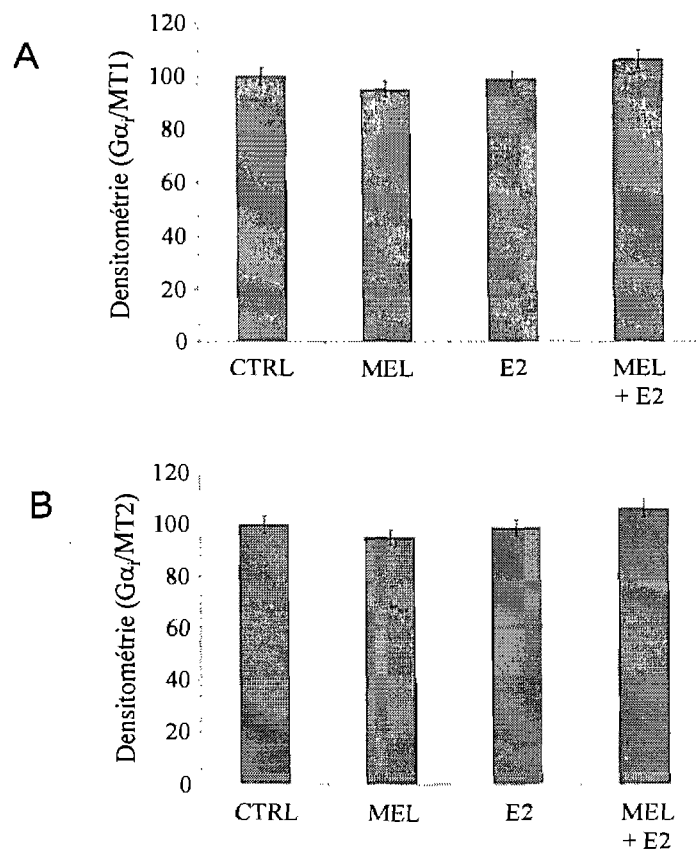 A
Densitométrie (Gαi/MT1)
120
100
80
60
40
20
0
CTRL MEL E2 MEL + E2
B
Densitométrie (Gαi/MT2)
120
100
80
60
40
20
0
CTRL MEL E2 MEL + E2